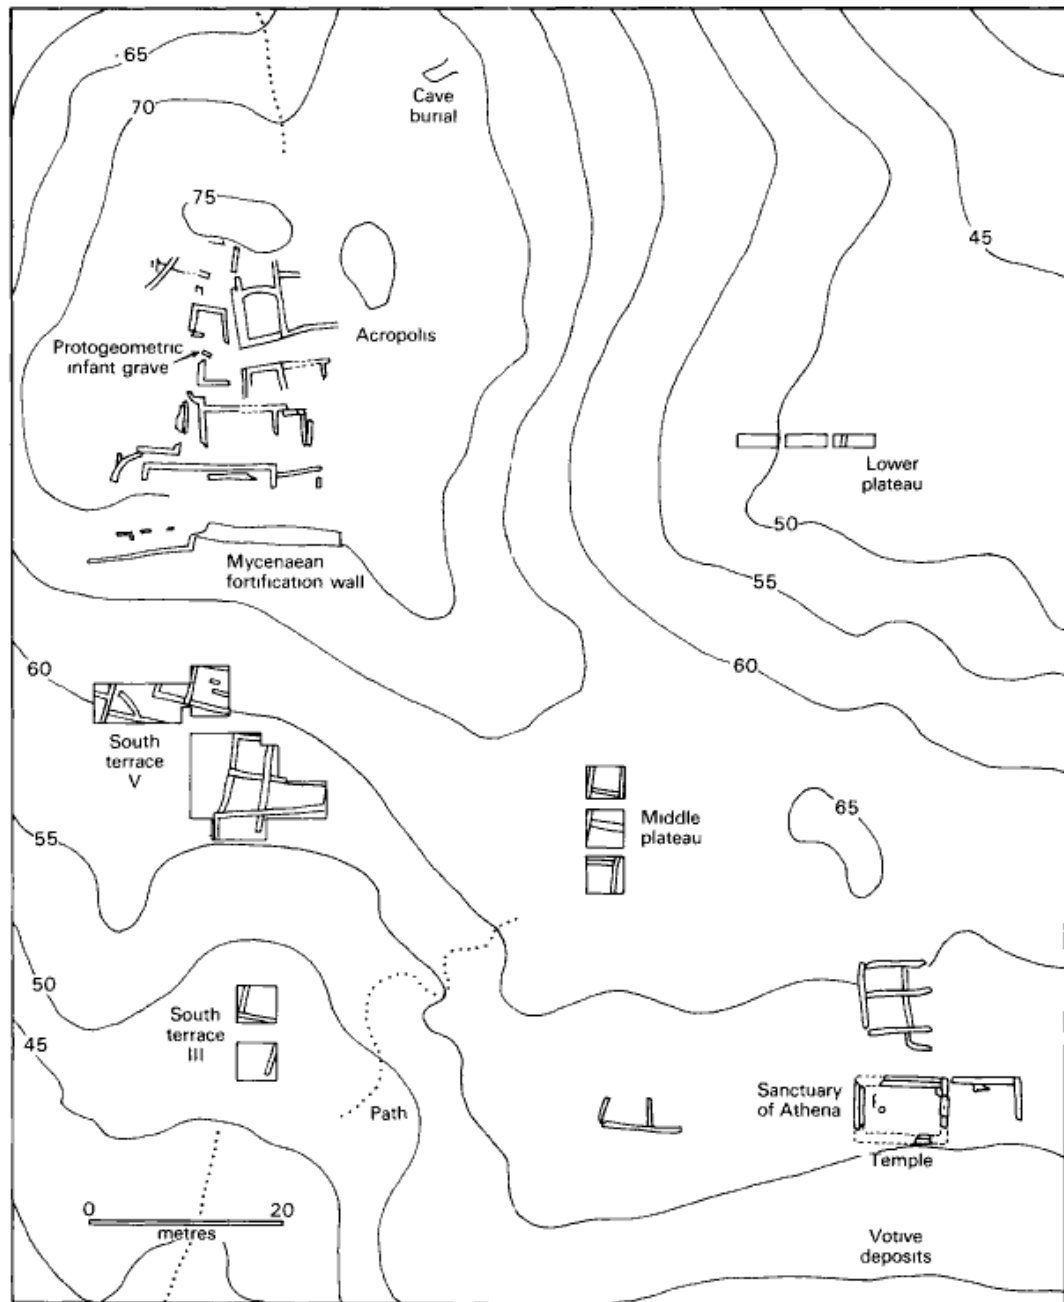 65
Cave
burial
70
75
45
Acropolis
Protogeometric
infant grave
Lower
plateau
50
Mycenaean
fortification wall
55
60
60
South
terrace
V
Middle
plateau
65
55
50
South
terrace
III
45
Path
Sanctuary
of Athena
Temple
0 20
metres
Votive
deposits